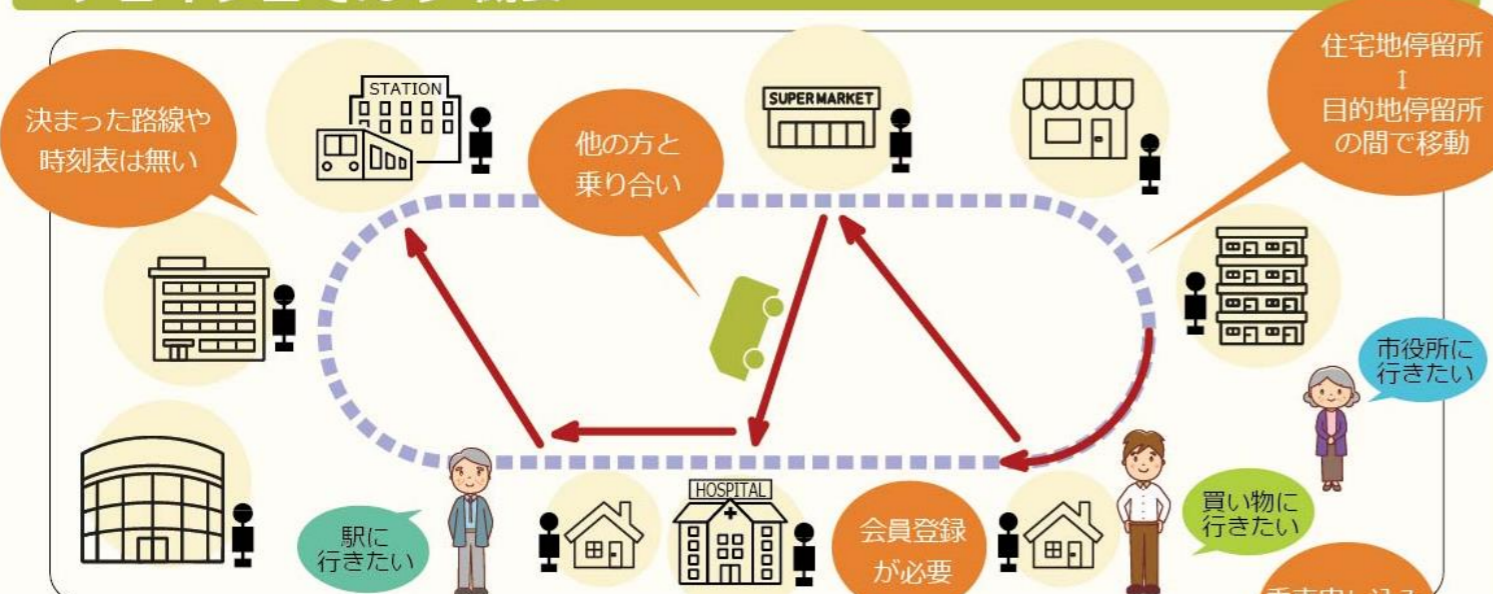 決まった路線や
時刻表は無い
STATION
他の方と
乗り合い
SUPER MARKET
住宅地停留所
↕
目的地停留所
の間で移動
市役所に
行きたい
買い物に
行きたい
駅に
行きたい
HOSPITAL
会員登録
が必要